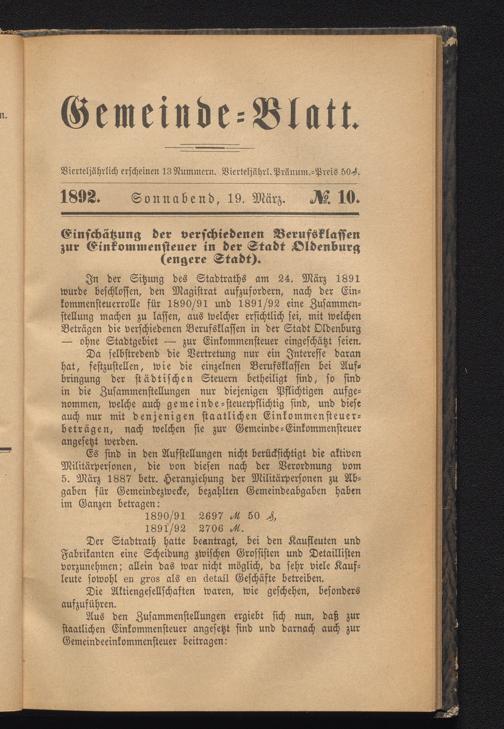 n.
Gemeinde-Blatt.
Vierteljährlich erscheinen 13 Nummern. Vierteljährl. Pränum.-Preis 50 ₰.
1892. Sonnabend, 19. März. № 10.
Einschätzung der verschiedenen Berufsklassen
zur Einkommensteuer in der Stadt Oldenburg
(engere Stadt).
In der Sitzung des Stadtraths am 24. März 1891
wurde beschlossen, den Magistrat aufzufordern, nach der Ein-
kommensteuerrolle für 1890/91 und 1891/92 eine Zusammen-
stellung machen zu lassen, aus welcher ersichtlich sei, mit welchen
Beträgen die verschiedenen Berufsklassen in der Stadt Oldenburg
— ohne Stadtgebiet — zur Einkommensteuer eingeschätzt seien.
Da selbstredend die Vertretung nur ein Interesse daran
hat, festzustellen, wie die einzelnen Berufsklassen bei Auf-
bringung der städtischen Steuern betheiligt sind, so sind
in die Zusammenstellungen nur diejenigen Pflichtigen aufge-
nommen, welche auch gemeinde-steuerpflichtig sind, und diese
auch nur mit denjenigen staatlichen Einkommensteuer-
beträgen, nach welchen sie zur Gemeinde-Einkommensteuer
angesetzt werden.
Es sind in den Aufstellungen nicht berücksichtigt die aktiven
Militärpersonen, die von diesen nach der Verordnung vom
5. März 1887 betr. Heranziehung der Militärpersonen zu Ab-
gaben für Gemeindezwecke, bezahlten Gemeindeabgaben haben
im Ganzen betragen:
1890/91 2697 ℳ 50 ₰,
1891/92 2706 ℳ.
Der Stadtrath hatte beantragt, bei den Kaufleuten und
Fabrikanten eine Scheidung zwischen Grossisten und Detaillisten
vorzunehmen; allein das war nicht möglich, da sehr viele Kauf-
leute sowohl en gros als en detail Geschäfte betreiben.
Die Aktiengesellschaften waren, wie geschehen, besonders
aufzuführen.
Aus den Zusammenstellungen ergiebt sich nun, daß zur
staatlichen Einkommensteuer angesetzt sind und darnach auch zur
Gemeindeeinkommensteuer beitragen: